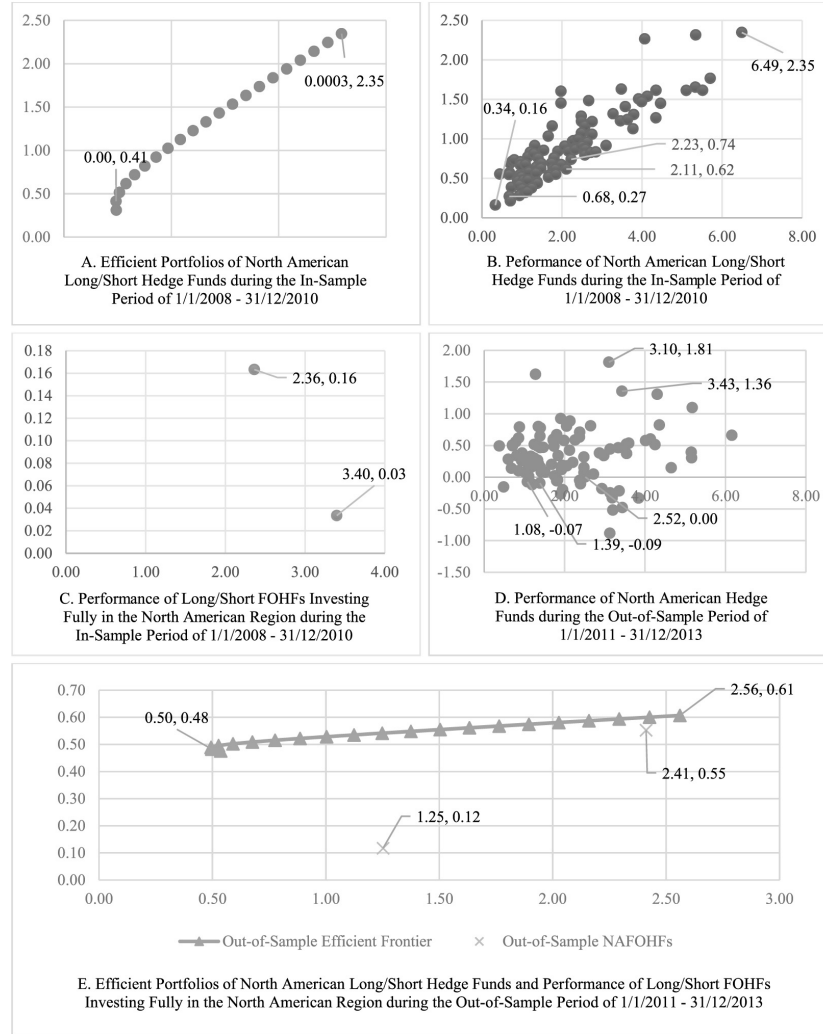 2.50
2.00
1.50
1.00
0.50
0.00
0.0003, 2.35
0.00, 0.41
A. Efficient Portfolios of North American
Long/Short Hedge Funds during the In-Sample
Period of 1/1/2008 - 31/12/2010
2.50
2.00
1.50
1.00
0.50
0.00
0.00 2.00 4.00 6.00 8.00
6.49, 2.35
0.34, 0.16
2.23, 0.74
2.11, 0.62
0.68, 0.27
B. Peformance of North American Long/Short
Hedge Funds during the In-Sample Period of
1/1/2008 - 31/12/2010
0.18
0.16
0.14
0.12
0.10
0.08
0.06
0.04
0.02
0.00
0.00 1.00 2.00 3.00 4.00
2.36, 0.16
3.40, 0.03
C. Performance of Long/Short FOHFs Investing
Fully in the North American Region during the
In-Sample Period of 1/1/2008 - 31/12/2010
2.00
1.50
1.00
0.50
0.00
-0.50
-1.00
-1.50
0.00 2.00 4.00 6.00 8.00
3.10, 1.81
3.43, 1.36
2.52, 0.00
1.08, -0.07
1.39, -0.09
D. Performance of North American Hedge
Funds during the Out-of-Sample Period of
1/1/2011 - 31/12/2013
0.70
0.60
0.50
0.40
0.30
0.20
0.10
0.00
0.00 0.50 1.00 1.50 2.00 2.50 3.00
0.50, 0.48
2.56, 0.61
2.41, 0.55
1.25, 0.12
Out-of-Sample Efficient Frontier
Out-of-Sample NAFOHFs
E. Efficient Portfolios of North American Long/Short Hedge Funds and Performance of Long/Short FOHFs
Investing Fully in the North American Region during the Out-of-Sample Period of 1/1/2011 - 31/12/2013